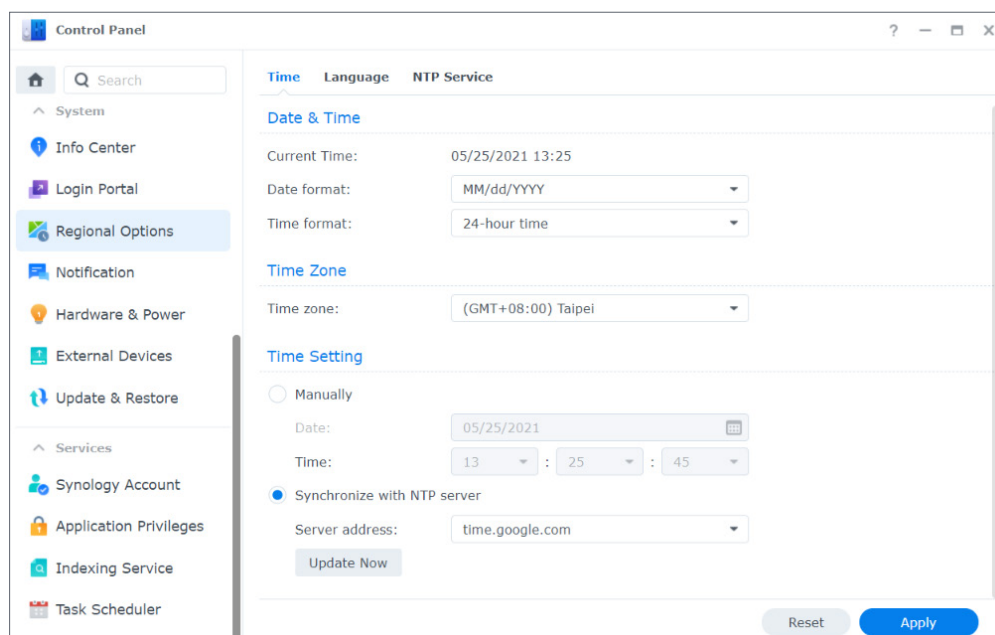 Control Panel
?
Search
System
Info Center
Login Portal
Regional Options
Notification
Hardware & Power
External Devices
Update & Restore
Services
Synology Account
Application Privileges
Indexing Service
Task Scheduler
Time Language NTP Service
Date & Time
Current Time: 05/25/2021 13:25
Date format: MM/dd/YYYY
Time format: 24-hour time
Time Zone
Time zone: (GMT+08:00) Taipei
Time Setting
Manually
Date: 05/25/2021
Time: 13 : 25 : 45
Synchronize with NTP server
Server address: time.google.com
Update Now
Reset Apply